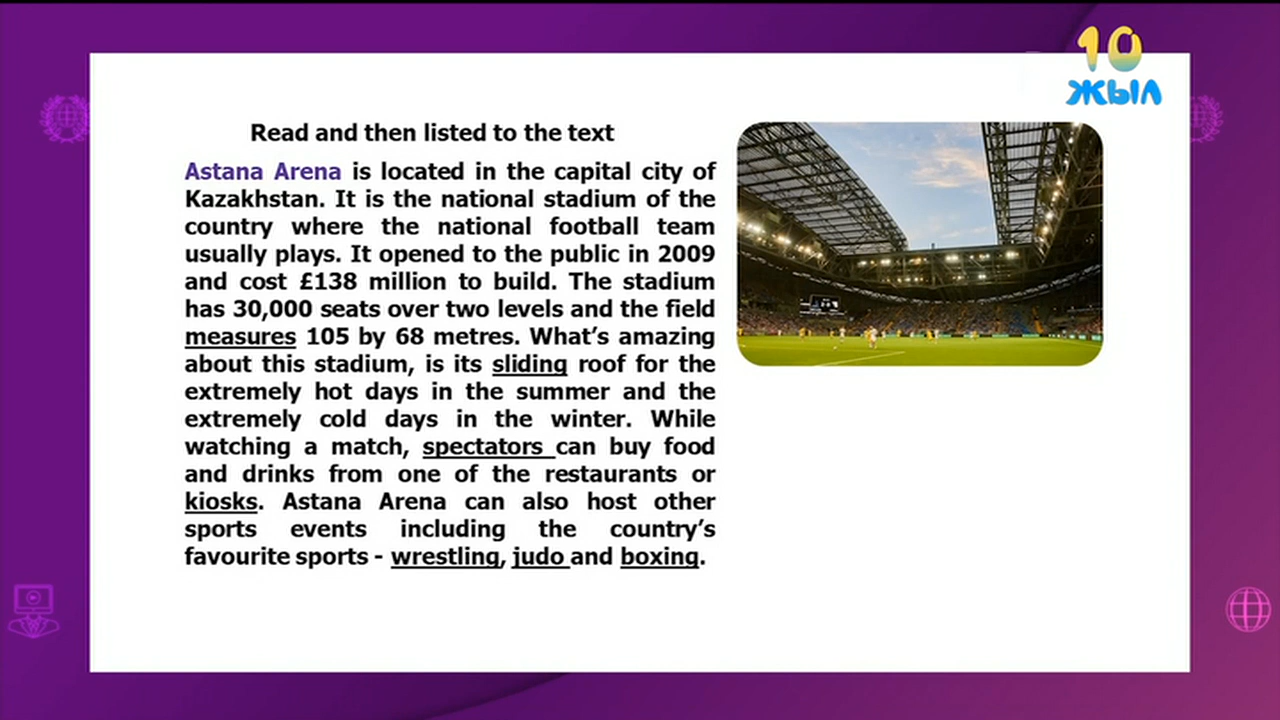 10
ЖЫЛ
Read and then listed to the text
Astana Arena is located in the capital city of
Kazakhstan. It is the national stadium of the
country where the national football team
usually plays. It opened to the public in 2009
and cost £138 million to build. The stadium
has 30,000 seats over two levels and the field
measures 105 by 68 metres. What's amazing
about this stadium, is its sliding roof for the
extremely hot days in the summer and the
extremely cold days in the winter. While
watching a match, spectators can buy food
and drinks from one of the restaurants or
kiosks. Astana Arena can also host other
sports events including the country's
favourite sports - wrestling, judo and boxing.